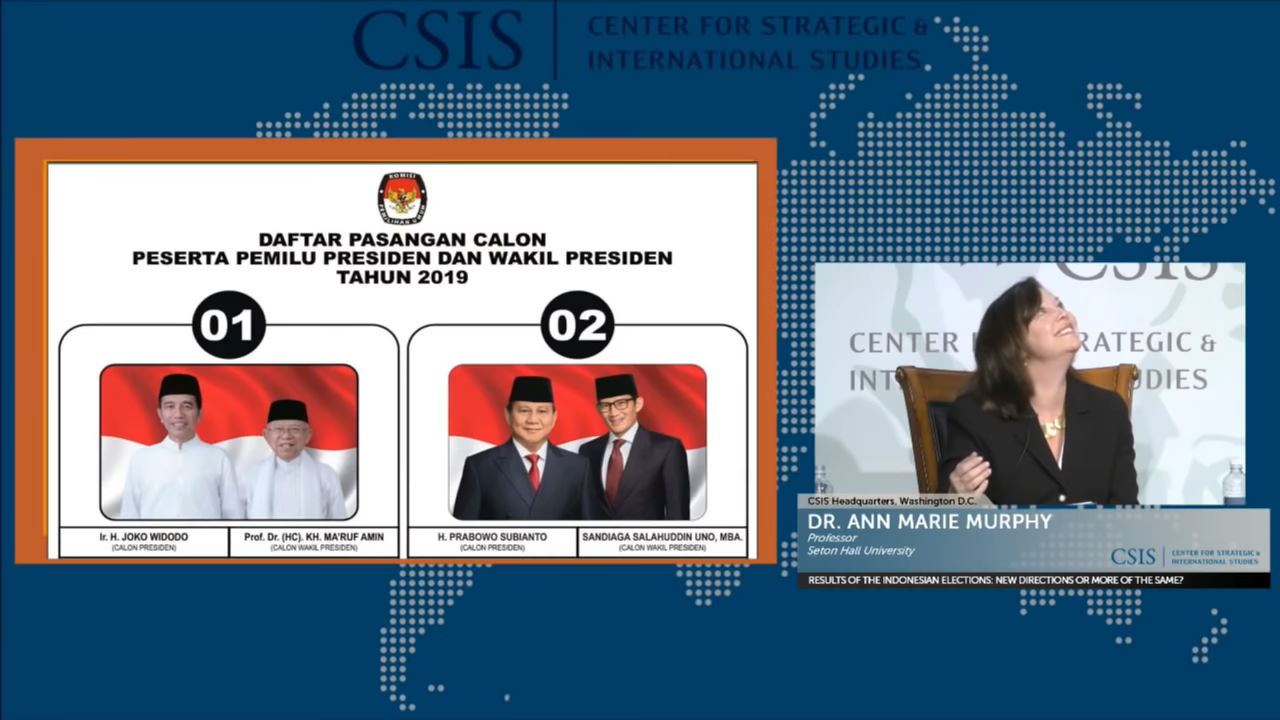 CSIS
CENTER FOR STRATEGIC &
INTERNATIONAL STUDIES
KOMISI
DAFTAR PASANGAN CALON
PESERTA PEMILU PRESIDEN DAN WAKIL PRESIDEN
TAHUN 2019
01
02
Ir. H. JOKO WIDODO
(CALON PRESIDEN)
Prof. Dr. (HC). KH. MA'RUF AMIN
(CALON WAKIL PRESIDEN)
H. PRABOWO SUBIANTO
(CALON PRESIDEN)
SANDIAGA SALAHUDDIN UNO, MBA.
(CALON WAKIL PRESIDEN)
CSIS
CENTER
RATEGIC &
INT
UDIES
CSIS Headquarters, Washington D.C.
DR. ANN MARIE MURPHY
Professor
Seton Hall University
CSIS
CENTER FOR STRATEGIC &
INTERNATIONAL STUDIES
RESULTS OF THE INDONESIAN ELECTIONS: NEW DIRECTIONS OR MORE OF THE SAME?